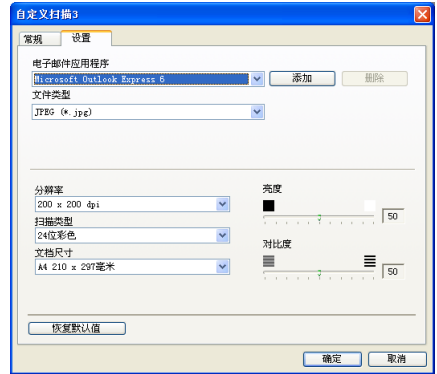 自定义扫描3
常规 设置
电子邮件应用程序
Microsoft Outlook Express 6 添加 删除
文件类型
JPEG (*.jpg)
分辨率 亮度
200 x 200 dpi 50
扫描类型
24位彩色 对比度
文档尺寸
A4 210 x 297毫米 50
恢复默认值
确定 取消